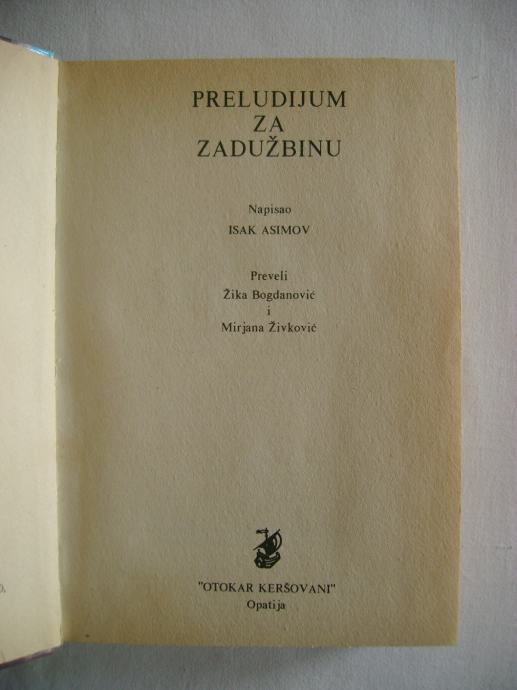 PRELUDIJUM
ZA
ZADUŽBINU
Napisao
ISAK ASIMOV
Preveli
Žika Bogdanović
i
Mirjana Živković
"OTOKAR KERŠOVANI"
Opatija